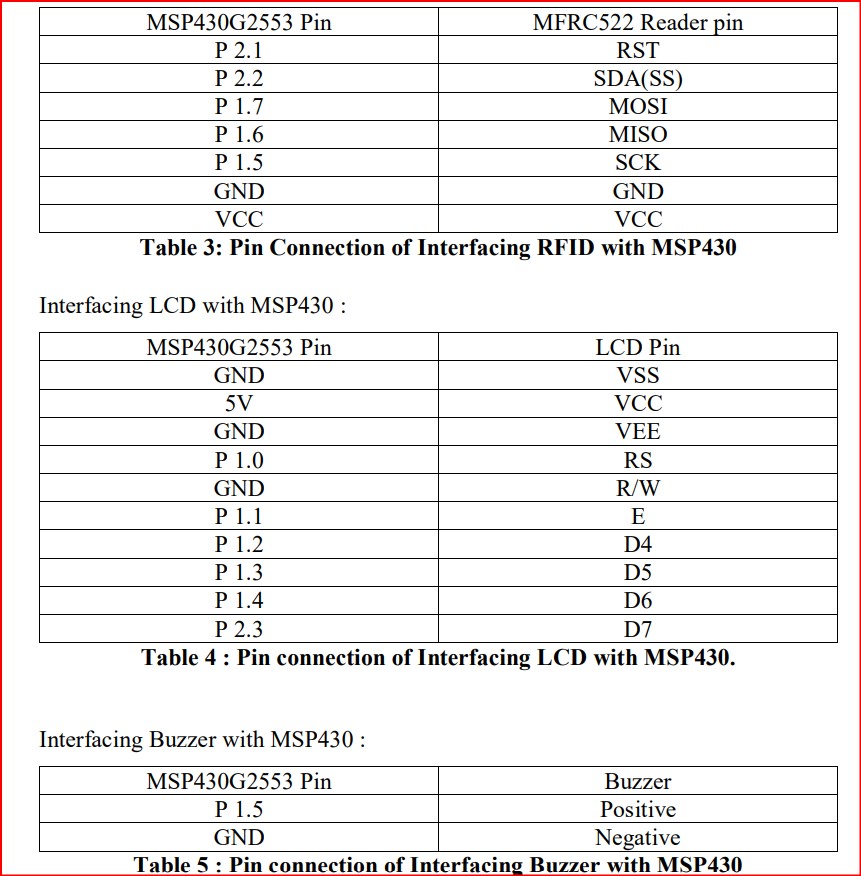 MSP430G2553 Pin MFRC522 Reader pin
P 2.1 RST
P 2.2 SDA(SS)
P 1.7 MOSI
P 1.6 MISO
P 1.5 SCK
GND GND
VCC VCC
Table 3: Pin Connection of Interfacing RFID with MSP430
Interfacing LCD with MSP430 :
MSP430G2553 Pin LCD Pin
GND VSS
5V VCC
GND VEE
P 1.0 RS
GND R/W
P 1.1 E
P 1.2 D4
P 1.3 D5
P 1.4 D6
P 2.3 D7
Table 4 : Pin connection of Interfacing LCD with MSP430.
Interfacing Buzzer with MSP430 :
MSP430G2553 Pin Buzzer
P 1.5 Positive
GND Negative
Table 5 : Pin connection of Interfacing Buzzer with MSP430